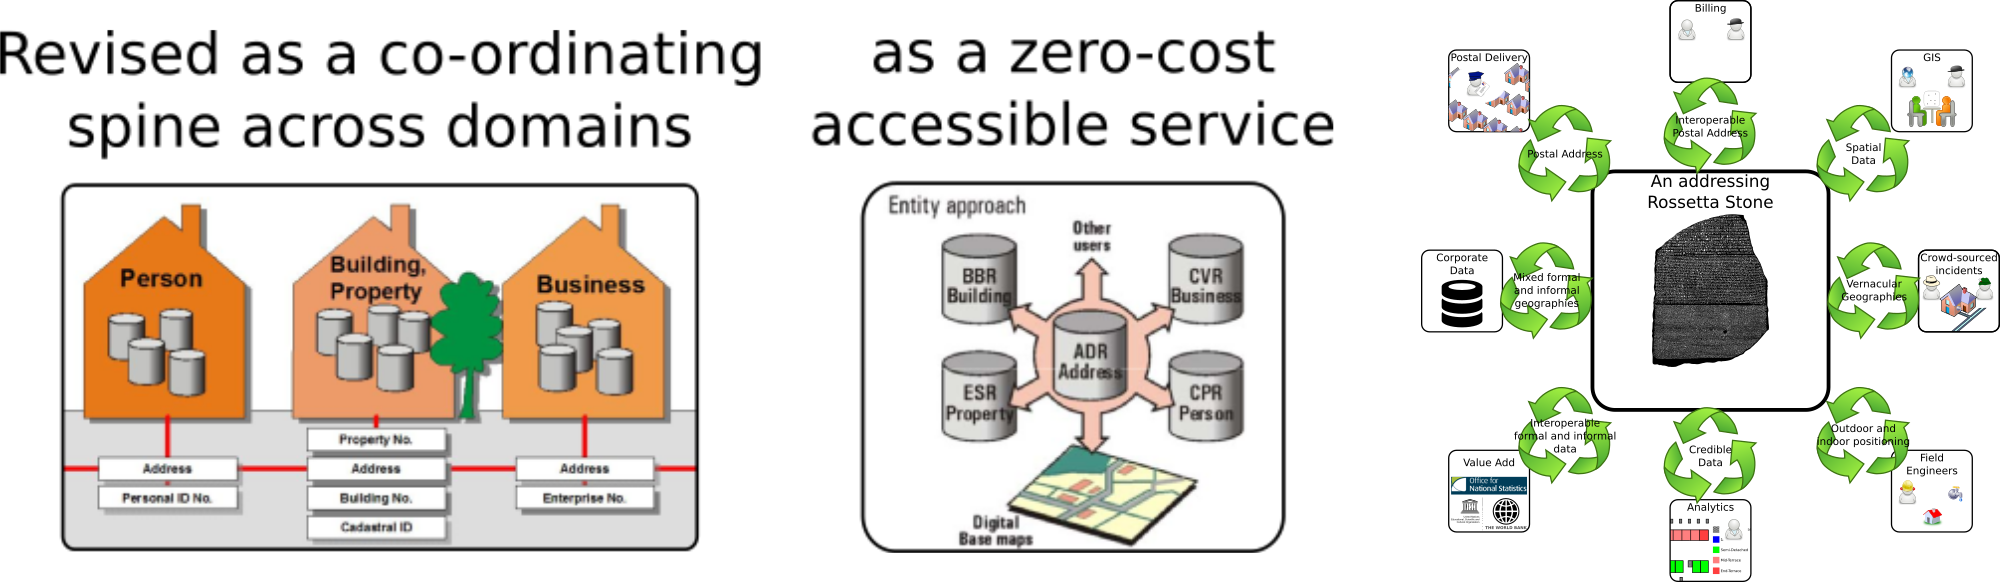 Revised as a co-ordinating
spine across domains
Person
Building,
Property
Business
Property No.
Address
Address
Address
Personal ID No.
Building No.
Enterprise No.
Cadastral ID
as a zero-cost
accessible service
Entity approach
Other
users
BBR
Building
CVR
Business
ADR
Address
ESR
Property
CPR
Person
Digital
Base maps
Billing
Postal Delivery
GIS
Interoperable
Postal Address
Postal Address
Spatial
Data
An addressing
Rossetta Stone
Corporate
Data
Mixed formal
and informal
geographies
Vernacular
Geographies
Crowd-sourced
incidents
Interoperable
formal and informal
data
Credible
Data
Outdoor and
indoor positioning
Value Add
Office for
National Statistics
THE WORLD BANK
Analytics
Semi-Detached
Mid-Terrace
End-Terrace
Field
Engineers